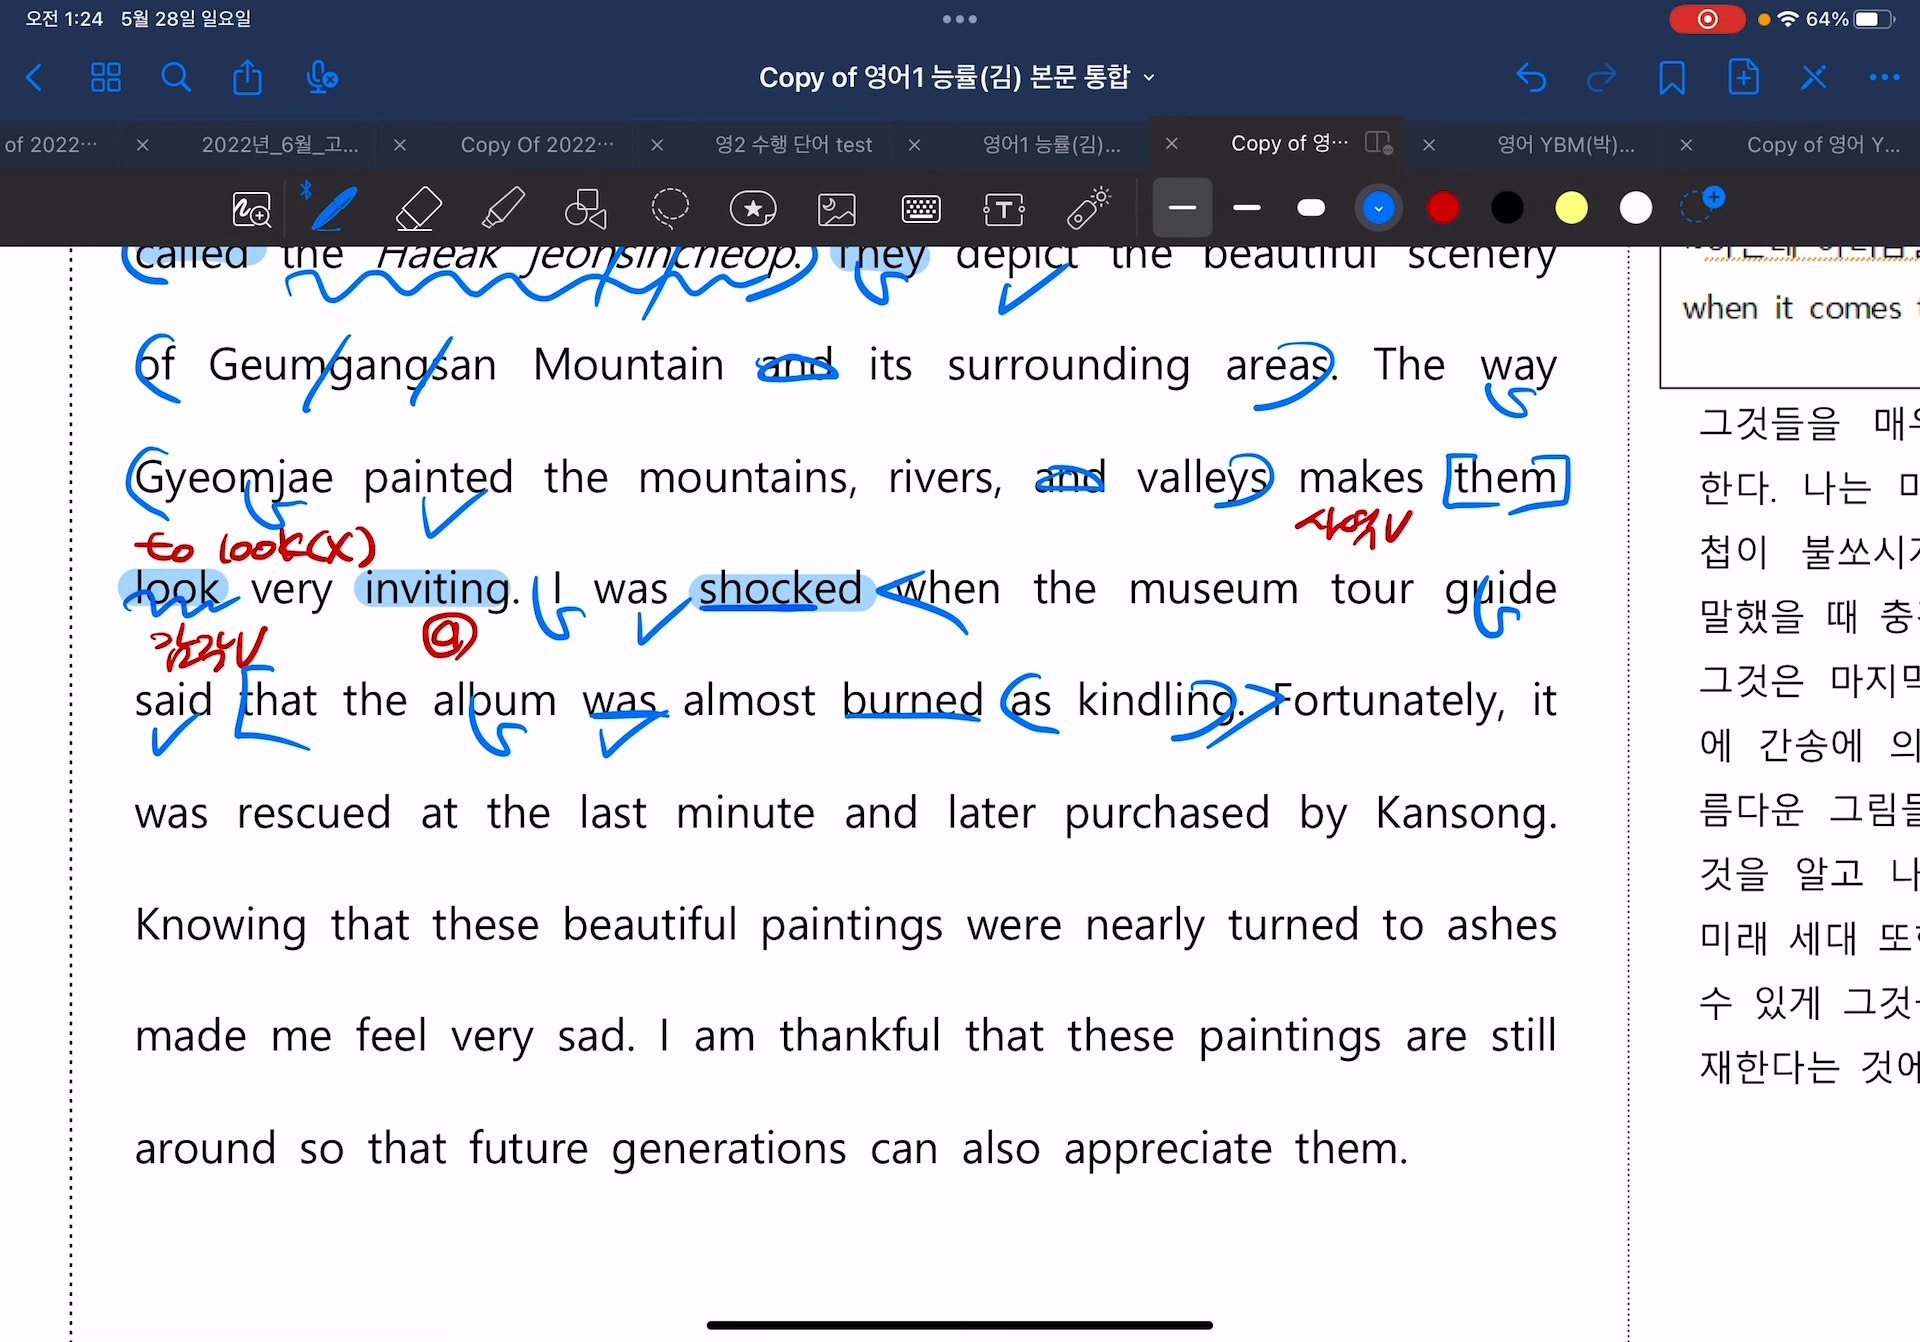 오전 1:24 5월 28일 일요일
64%
Copy of 영어1 능률(김) 본문 통합
of 2022… 2022년_6월_고... Copy Of 2022… 영2 수행 단어 test 영어1 능률(김)... Copy of 영… 영어 YBM(박)... Copy of 영어 Y...
called the Haeak Jeonsincheop. They depict the beautiful scenery
of Geumgangsan Mountain and its surrounding areas. The way
Gyeomjae painted the mountains, rivers, and valleys makes them
to look(X) 사역V
look very inviting. I was shocked when the museum tour guide
감각V ⓐ
said that the album was almost burned as kindling. Fortunately, it
was rescued at the last minute and later purchased by Kansong.
Knowing that these beautiful paintings were nearly turned to ashes
made me feel very sad. I am thankful that these paintings are still
around so that future generations can also appreciate them.
when it comes
그것들을 매우
한다. 나는
첩이 불쏘시개
말했을 때 충
그것은 마지막
에 간송에 의
름다운 그림들
것을 알고 나
미래 세대 또한
수 있게 그것
재한다는 것에